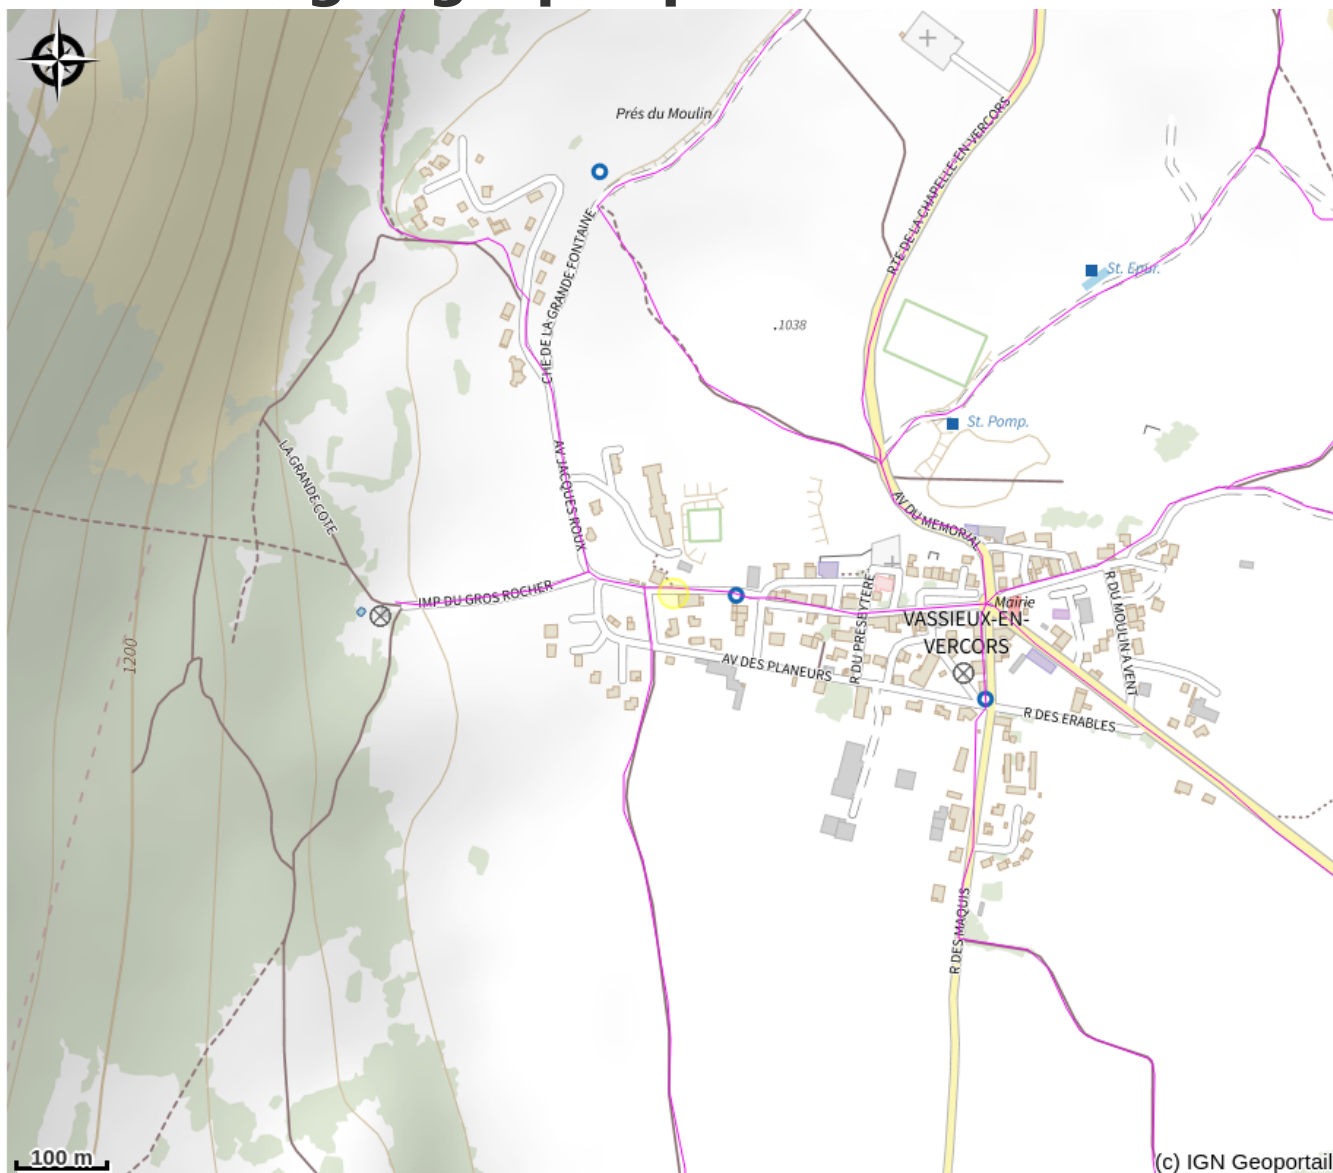 Prés du Moulin
RTE DE LA CHAPELLE-EN-VERCORS
CHE DE LA GRANDE FONTAINE
St. Epur.
1038
St. Pomp.
LA GRANDE COTE
AV JACQUES ROUX
AV DU MEMORIAL
IMP DU GROS ROCHER
R DU PRESBYTERE
Mairie
VASSIEUX-EN-
VERCORS
R DU MOULIN A VENT
1200
AV DES PLANEURS
R DES ERABLES
R DES MAQUIS
100 m
(c) IGN Geoportail